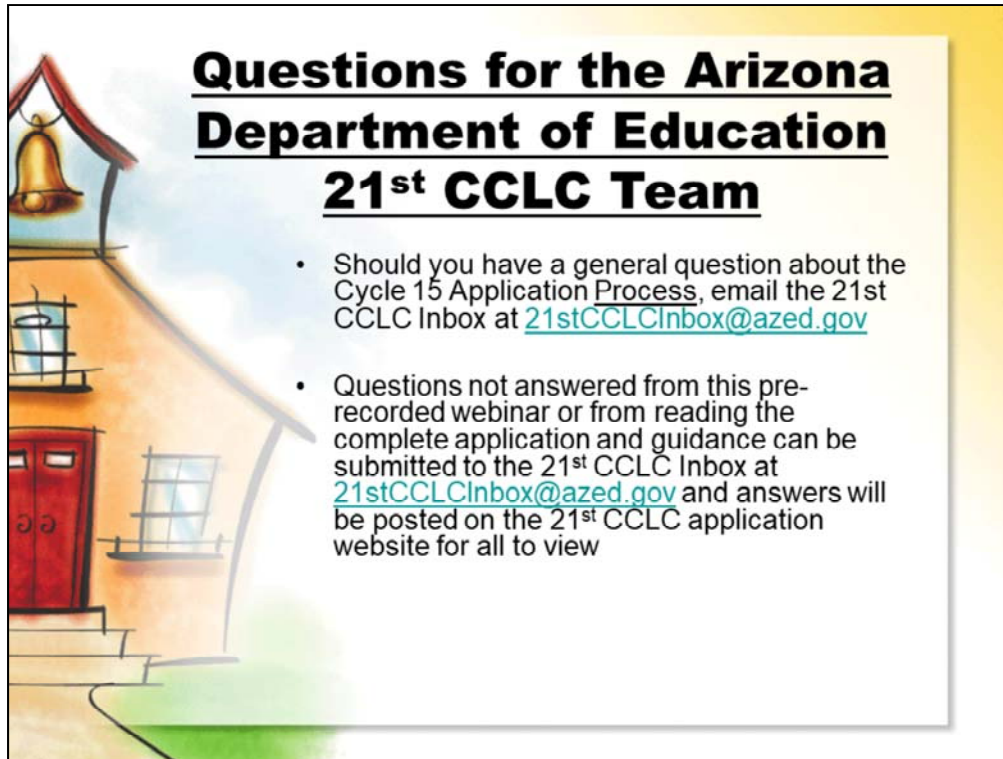 Questions for the Arizona
Department of Education
21st CCLC Team
• Should you have a general question about the
Cycle 15 Application Process, email the 21st
CCLC Inbox at 21stCCLCInbox@azed.gov
• Questions not answered from this pre-
recorded webinar or from reading the
complete application and guidance can be
submitted to the 21st CCLC Inbox at
21stCCLCInbox@azed.gov and answers will
be posted on the 21st CCLC application
website for all to view